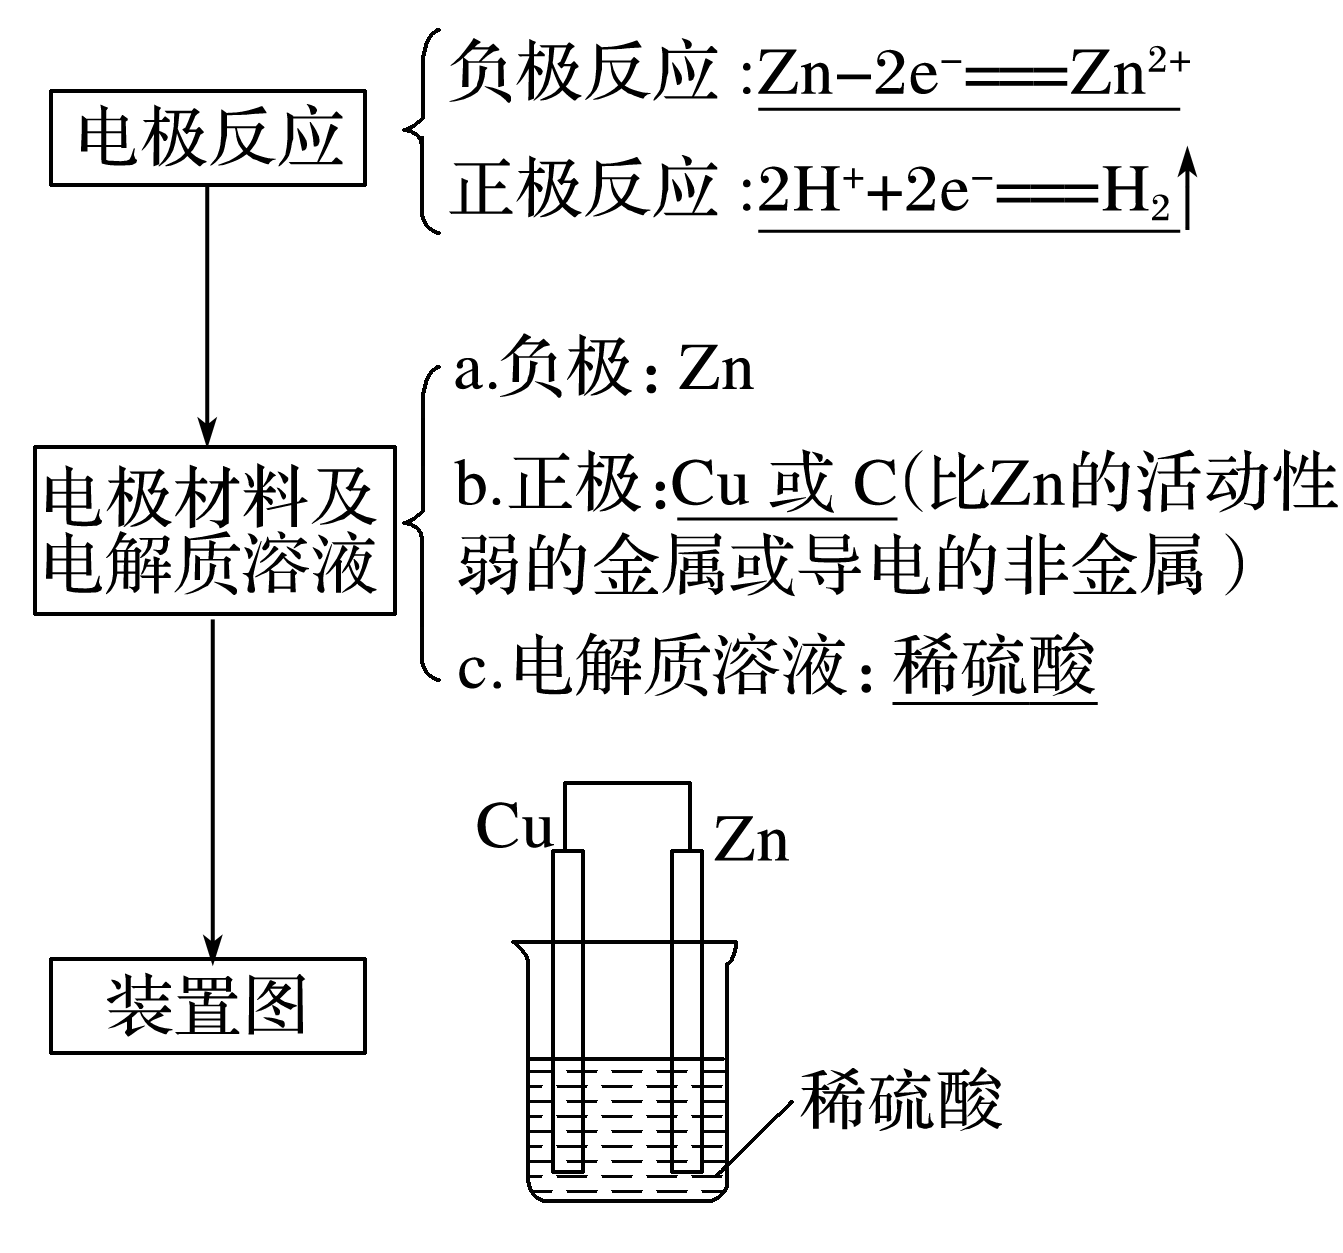 电极反应
负极反应:Zn−2e⁻===Zn²⁺
正极反应:2H⁺+2e⁻===H₂↑
电极材料及
电解质溶液
a.负极：Zn
b.正极:Cu 或 C(比Zn的活动性
弱的金属或导电的非金属)
c.电解质溶液：稀硫酸
装置图
Cu
Zn
稀硫酸